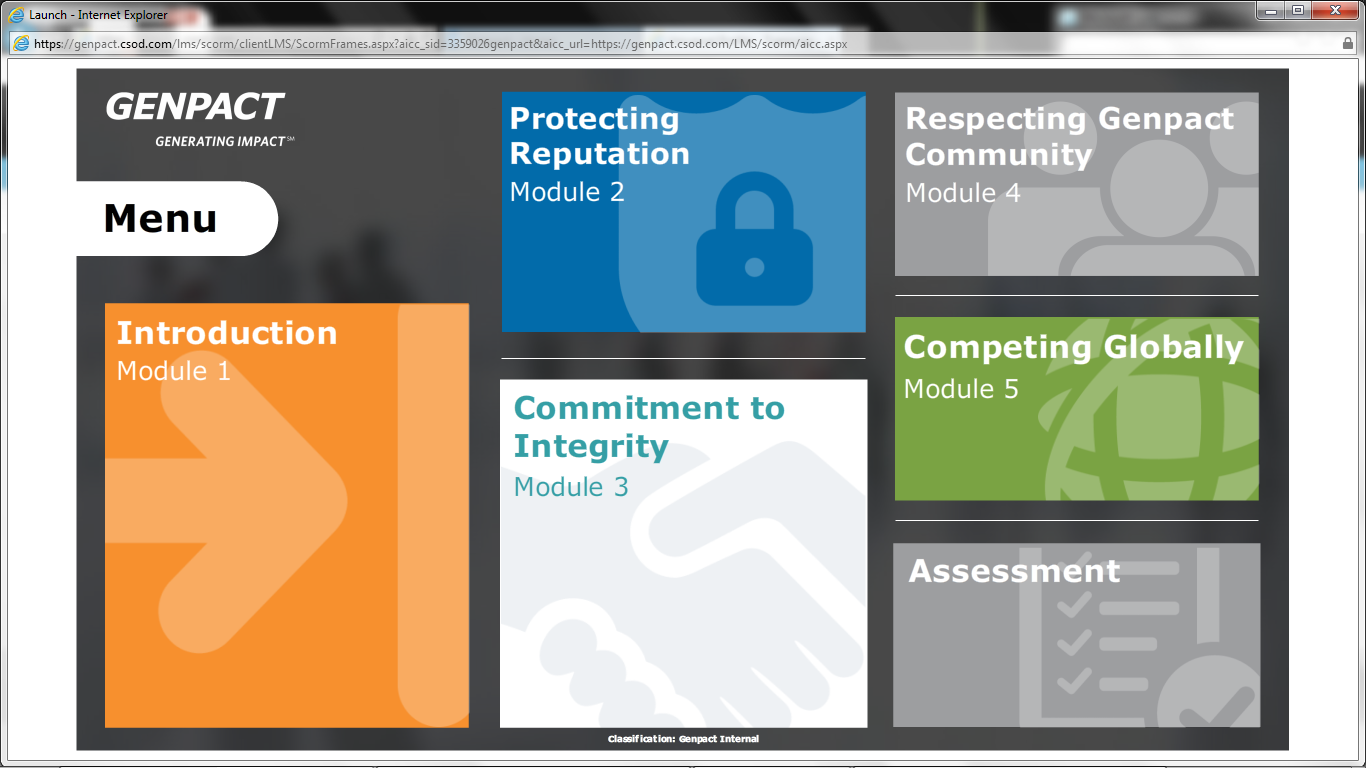 Launch - Internet Explorer
https://genpact.csod.com/lms/scorm/clientLMS/ScormFrames.aspx?aicc_sid=3359026genpact&aicc_url=https://genpact.csod.com/LMS/scorm/aicc.aspx
GENPACT
GENERATING IMPACT℠
Menu
Introduction
Module 1
Protecting
Reputation
Module 2
Commitment to
Integrity
Module 3
Respecting Genpact
Community
Module 4
Competing Globally
Module 5
Assessment
Classification: Genpact Internal